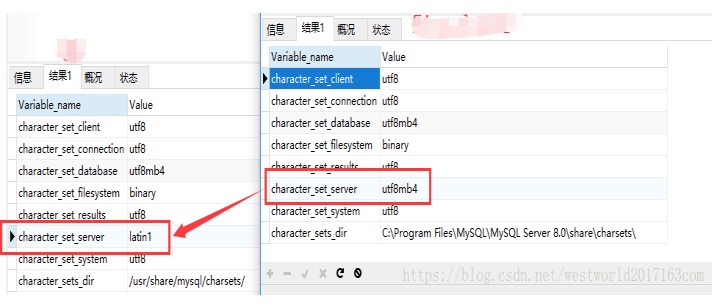 信息 结果1 概况 状态
Variable_name Value
character_set_client utf8
character_set_connection utf8
character_set_database utf8mb4
character_set_filesystem binary
character_set_results utf8
character_set_server latin1
character_set_system utf8
character_sets_dir /usr/share/mysql/charsets/
信息 结果1 概况 状态
Variable_name Value
character_set_client utf8
character_set_connection utf8
character_set_database utf8mb4
character_set_filesystem binary
character_set_results utf8
character_set_server utf8mb4
character_set_system utf8
character_sets_dir C:\Program Files\MySQL\MySQL Server 8.0\share\charsets\
https://blog.csdn.net/westworld2017163com